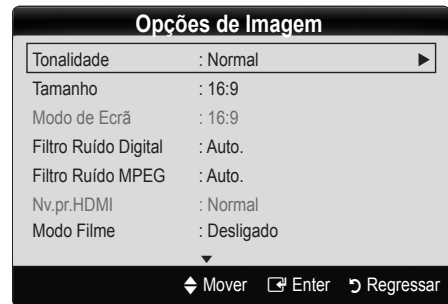 Opções de Imagem
Tonalidade : Normal
Tamanho : 16:9
Modo de Ecrã : 16:9
Filtro Ruído Digital : Auto.
Filtro Ruído MPEG : Auto.
Nv.pr.HDMI : Normal
Modo Filme : Desligado
Mover Enter Regressar